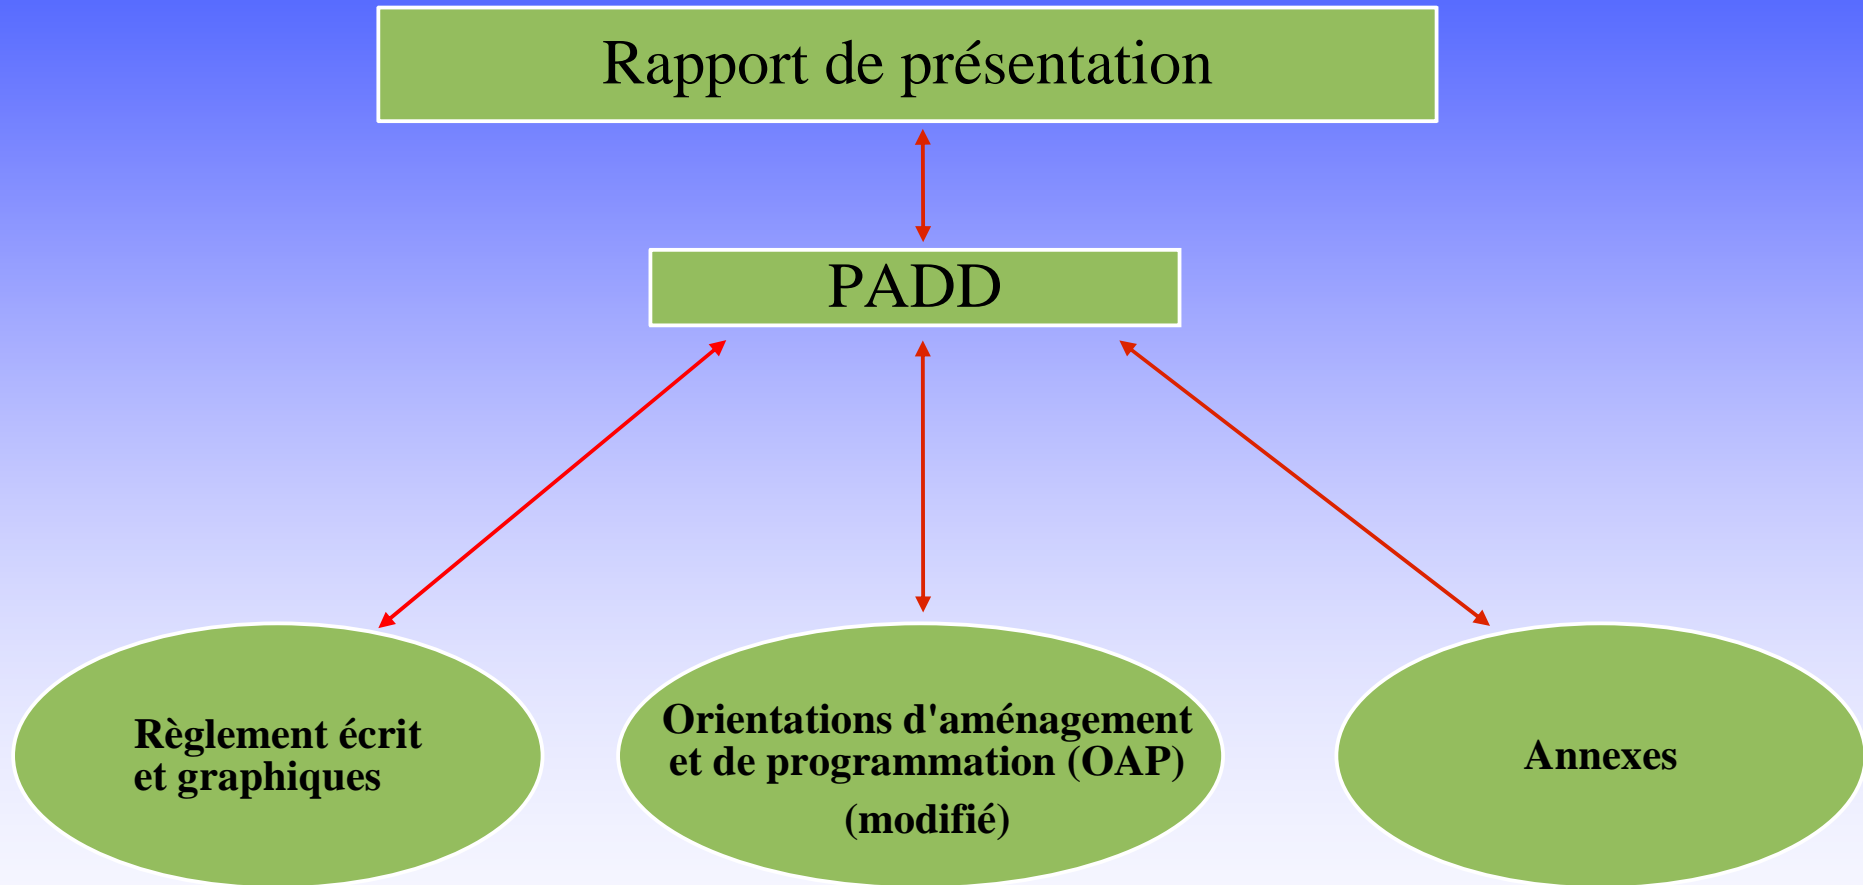 Rapport de présentation
PADD
Règlement écrit
et graphiques
Orientations d'aménagement
et de programmation (OAP)
(modifié)
Annexes